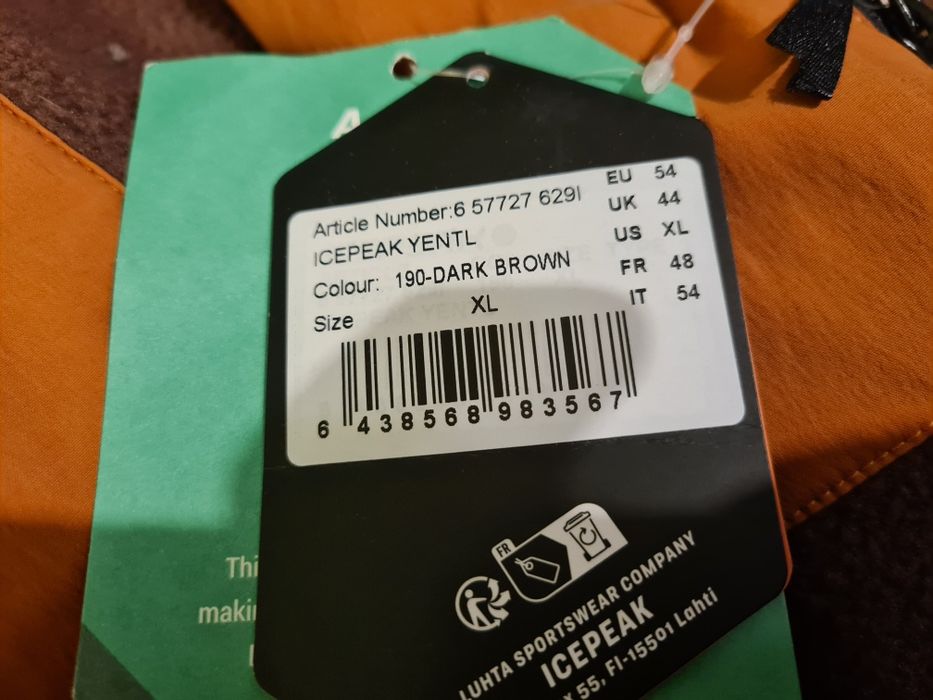 A
Article Number:6 57727 629I
ICEPEAK YENTL
Colour: 190-DARK BROWN
Size XL
EU 54
UK 44
US XL
FR 48
IT 54
6 438568 983567
FR
LUHTA SPORTSWEAR COMPANY
ICEPEAK
55, FI-15501 Lahti
Thi
makin